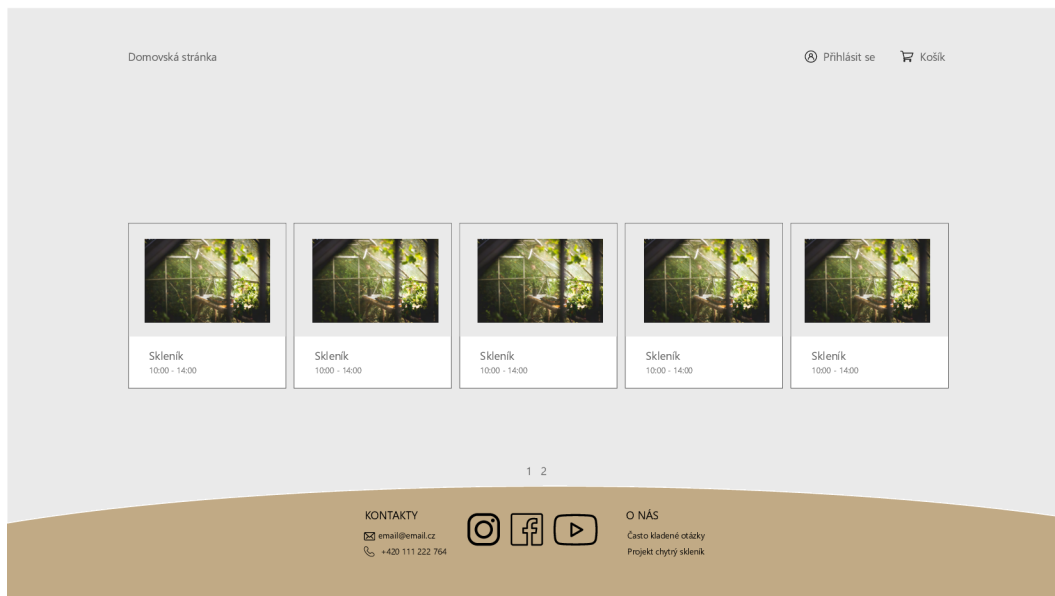 Domovská stránka
Přihlásit se
Košík
Skleník
10:00 - 14:00
Skleník
10:00 - 14:00
Skleník
10:00 - 14:00
Skleník
10:00 - 14:00
Skleník
10:00 - 14:00
1 2
KONTAKTY
email@email.cz
+420 111 222 764
O NÁS
Často kladené otázky
Projekt chytrý skleník